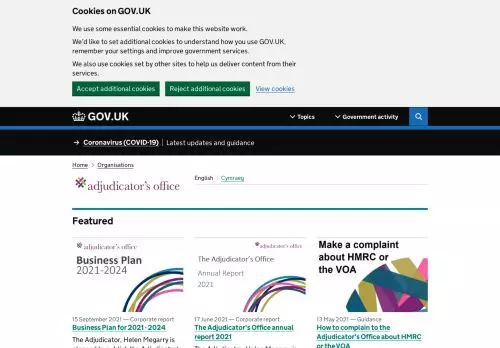 Cookies on GOV.UK
We use some essential cookies to make this website work.
We'd like to set additional cookies to understand how you use GOV.UK,
remember your settings and improve government services.
We also use cookies set by other sites to help us deliver content from their
services.
Accept additional cookies Reject additional cookies View cookies
GOV.UK Topics Government activity
→ Coronavirus (COVID-19) Latest updates and guidance
Home > Organisations
adjudicator's office
English Cymraeg
Featured
adjudicator's office
Business Plan
2021-2024
15 September 2021 — Corporate report
Business Plan for 2021- 2024
The Adjudicator, Helen Megarry is
adjudicator's office
The Adjudicator's Office
Annual Report
2021
17 June 2021 — Corporate report
The Adjudicator's Office annual
report 2021
Make a complaint
about HMRC or
the VOA
13 May 2021 — Guidance
How to complain to the
Adjudicator's Office about HMRC
or the VOA